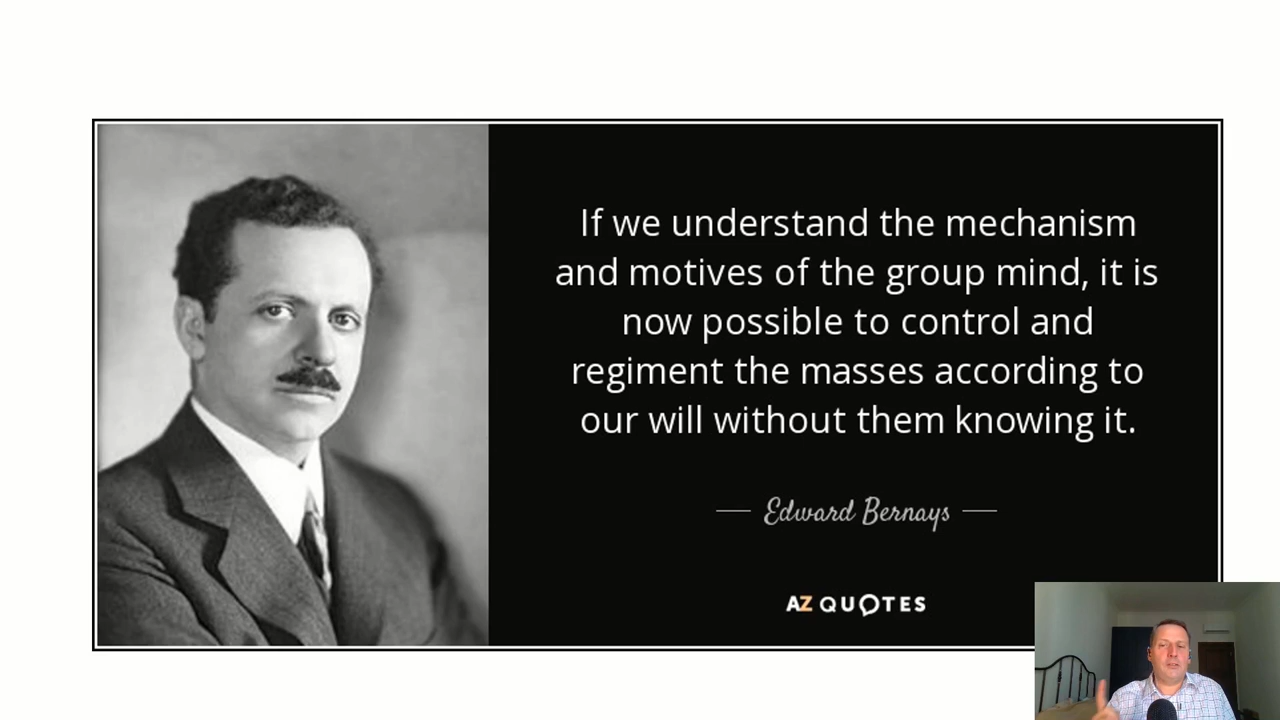 If we understand the mechanism
and motives of the group mind, it is
now possible to control and
regiment the masses according to
our will without them knowing it.
Edward Bernays
AZ QUOTES